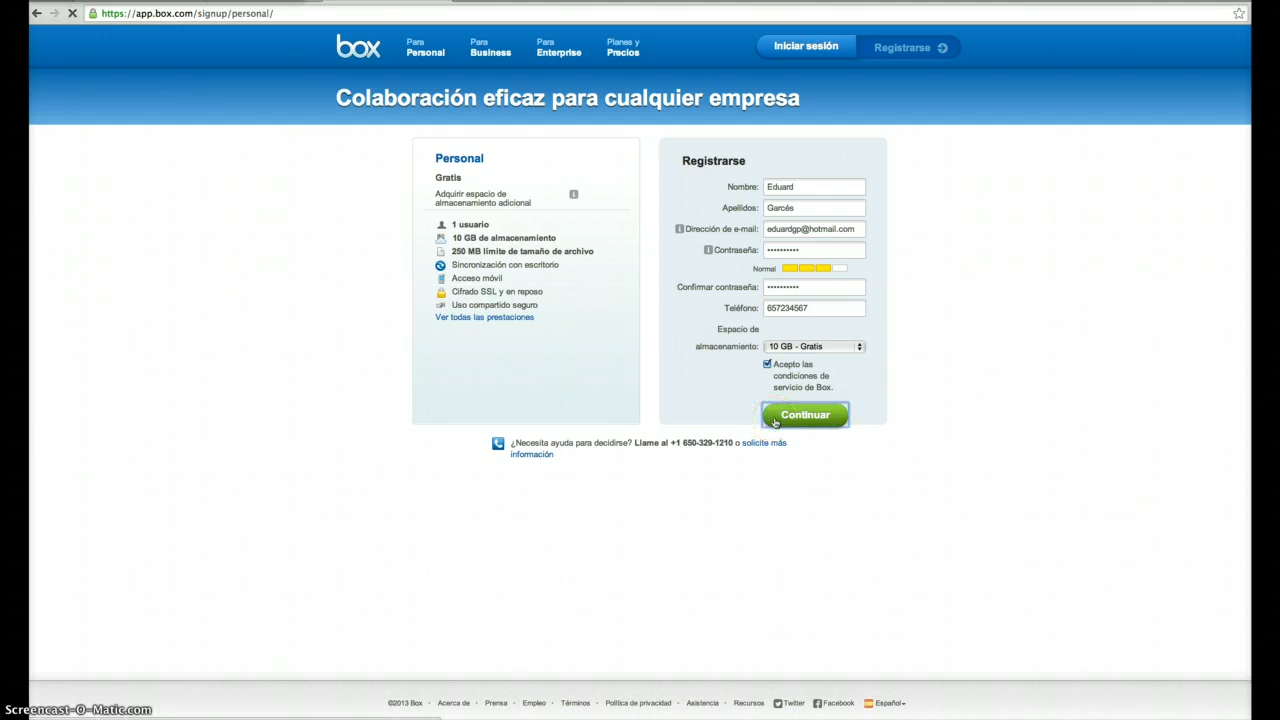 https://app.box.com/signup/personal/
box
Para Personal
Para Business
Para Enterprise
Planes y Precios
Iniciar sesión
Registrarse
Colaboración eficaz para cualquier empresa
Personal
Gratis
Adquirir espacio de
almacenamiento adicional
1 usuario
10 GB de almacenamiento
250 MB límite de tamaño de archivo
Sincronización con escritorio
Acceso móvil
Cifrado SSL y en reposo
Uso compartido seguro
Ver todas las prestaciones
Registrarse
Nombre: Eduard
Apellidos: Garcés
Dirección de e-mail: eduardgp@hotmail.com
Contraseña: ••••••••••
Normal
Confirmar contraseña: ••••••••••
Teléfono: 657234567
Espacio de
almacenamiento: 10 GB - Gratis
Acepto las
condiciones de
servicio de Box.
Continuar
¿Necesita ayuda para decidirse? Llame al +1 650-329-1210 o solicite más
información
©2013 Box · Acerca de · Prensa · Empleo · Términos · Política de privacidad · Asistencia · Recursos Twitter Facebook Español
Screencast-O-Matic.com